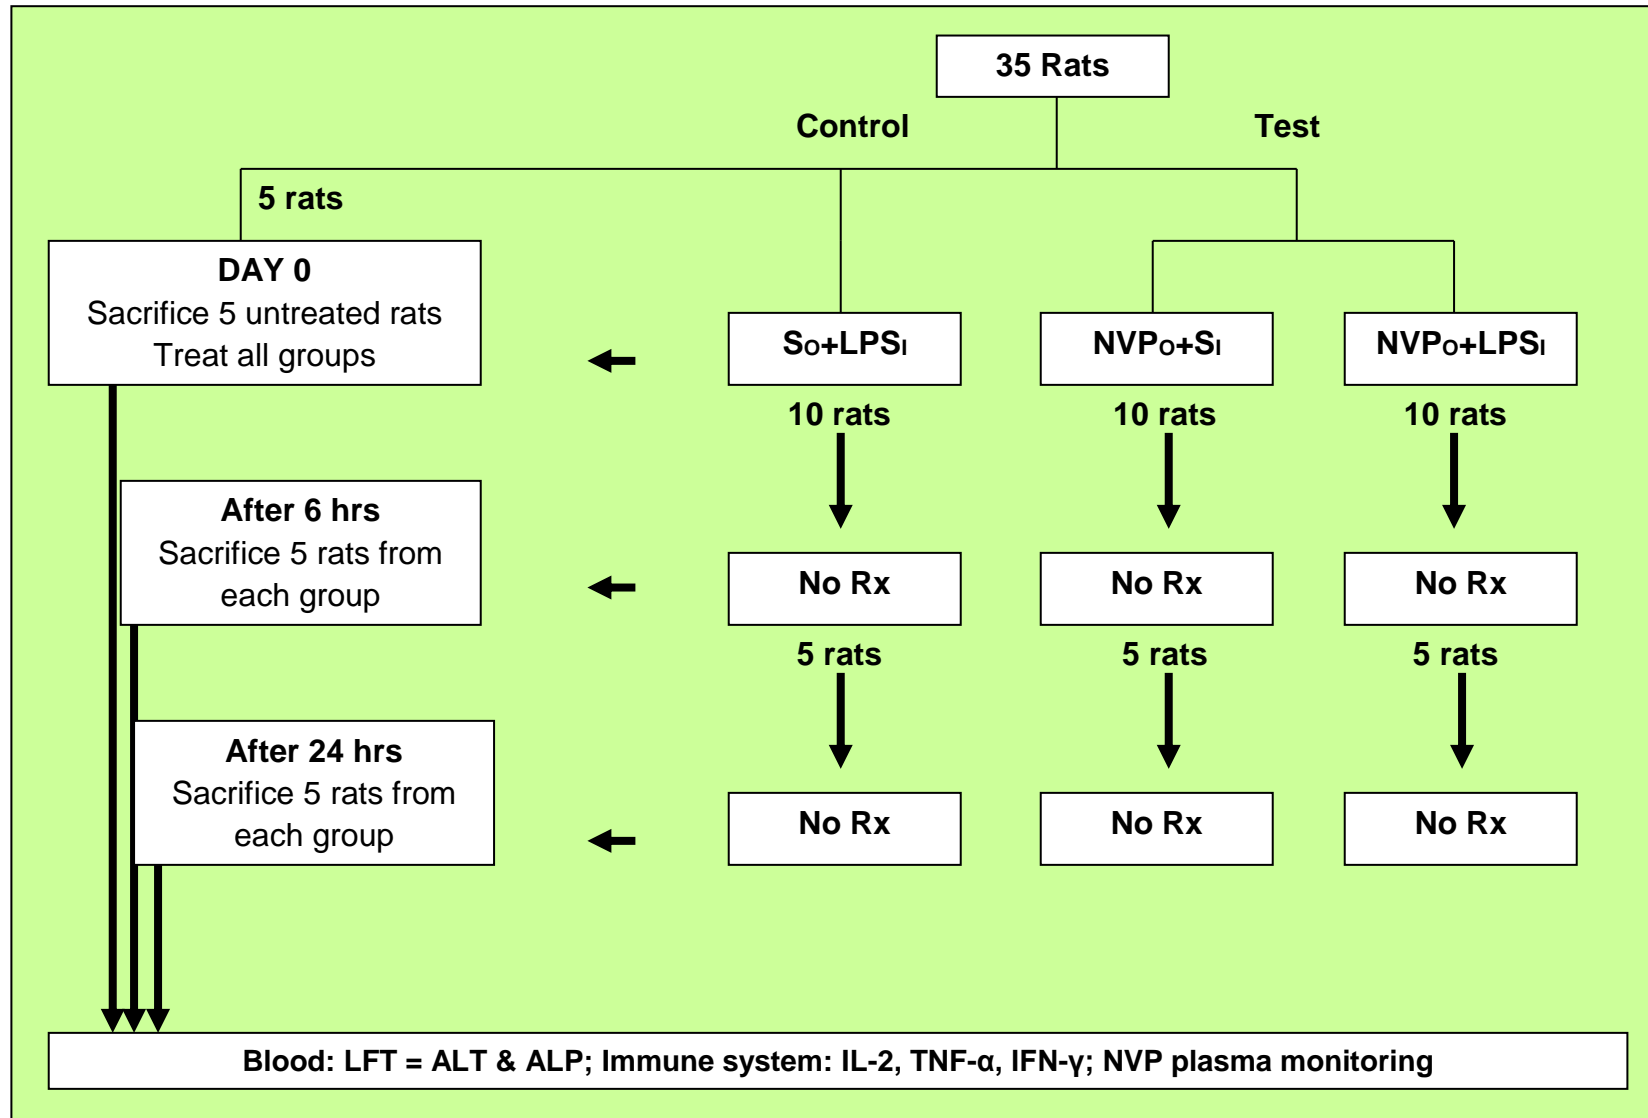 35 Rats
Control
Test
5 rats
DAY 0
Sacrifice 5 untreated rats
Treat all groups
SO+LPSI
NVPO+SI
NVPO+LPSI
10 rats
10 rats
10 rats
After 6 hrs
Sacrifice 5 rats from
each group
No Rx
No Rx
No Rx
5 rats
5 rats
5 rats
After 24 hrs
Sacrifice 5 rats from
each group
No Rx
No Rx
No Rx
Blood: LFT = ALT & ALP; Immune system: IL-2, TNF-α, IFN-γ; NVP plasma monitoring